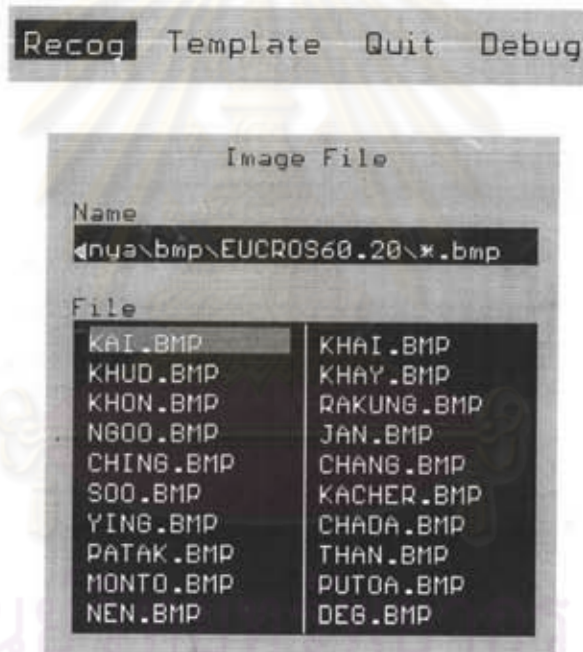 Recog Template Quit Debug
Image File
Name
◄nya\bmp\EUCROS60.20\*.bmp
File
KAI.BMP KHAI.BMP
KHUD.BMP KHAY.BMP
KHON.BMP RAKUNG.BMP
NGOO.BMP JAN.BMP
CHING.BMP CHANG.BMP
SOO.BMP KACHER.BMP
YING.BMP CHADA.BMP
PATAK.BMP THAN.BMP
MONTO.BMP PUTOA.BMP
NEN.BMP DEG.BMP